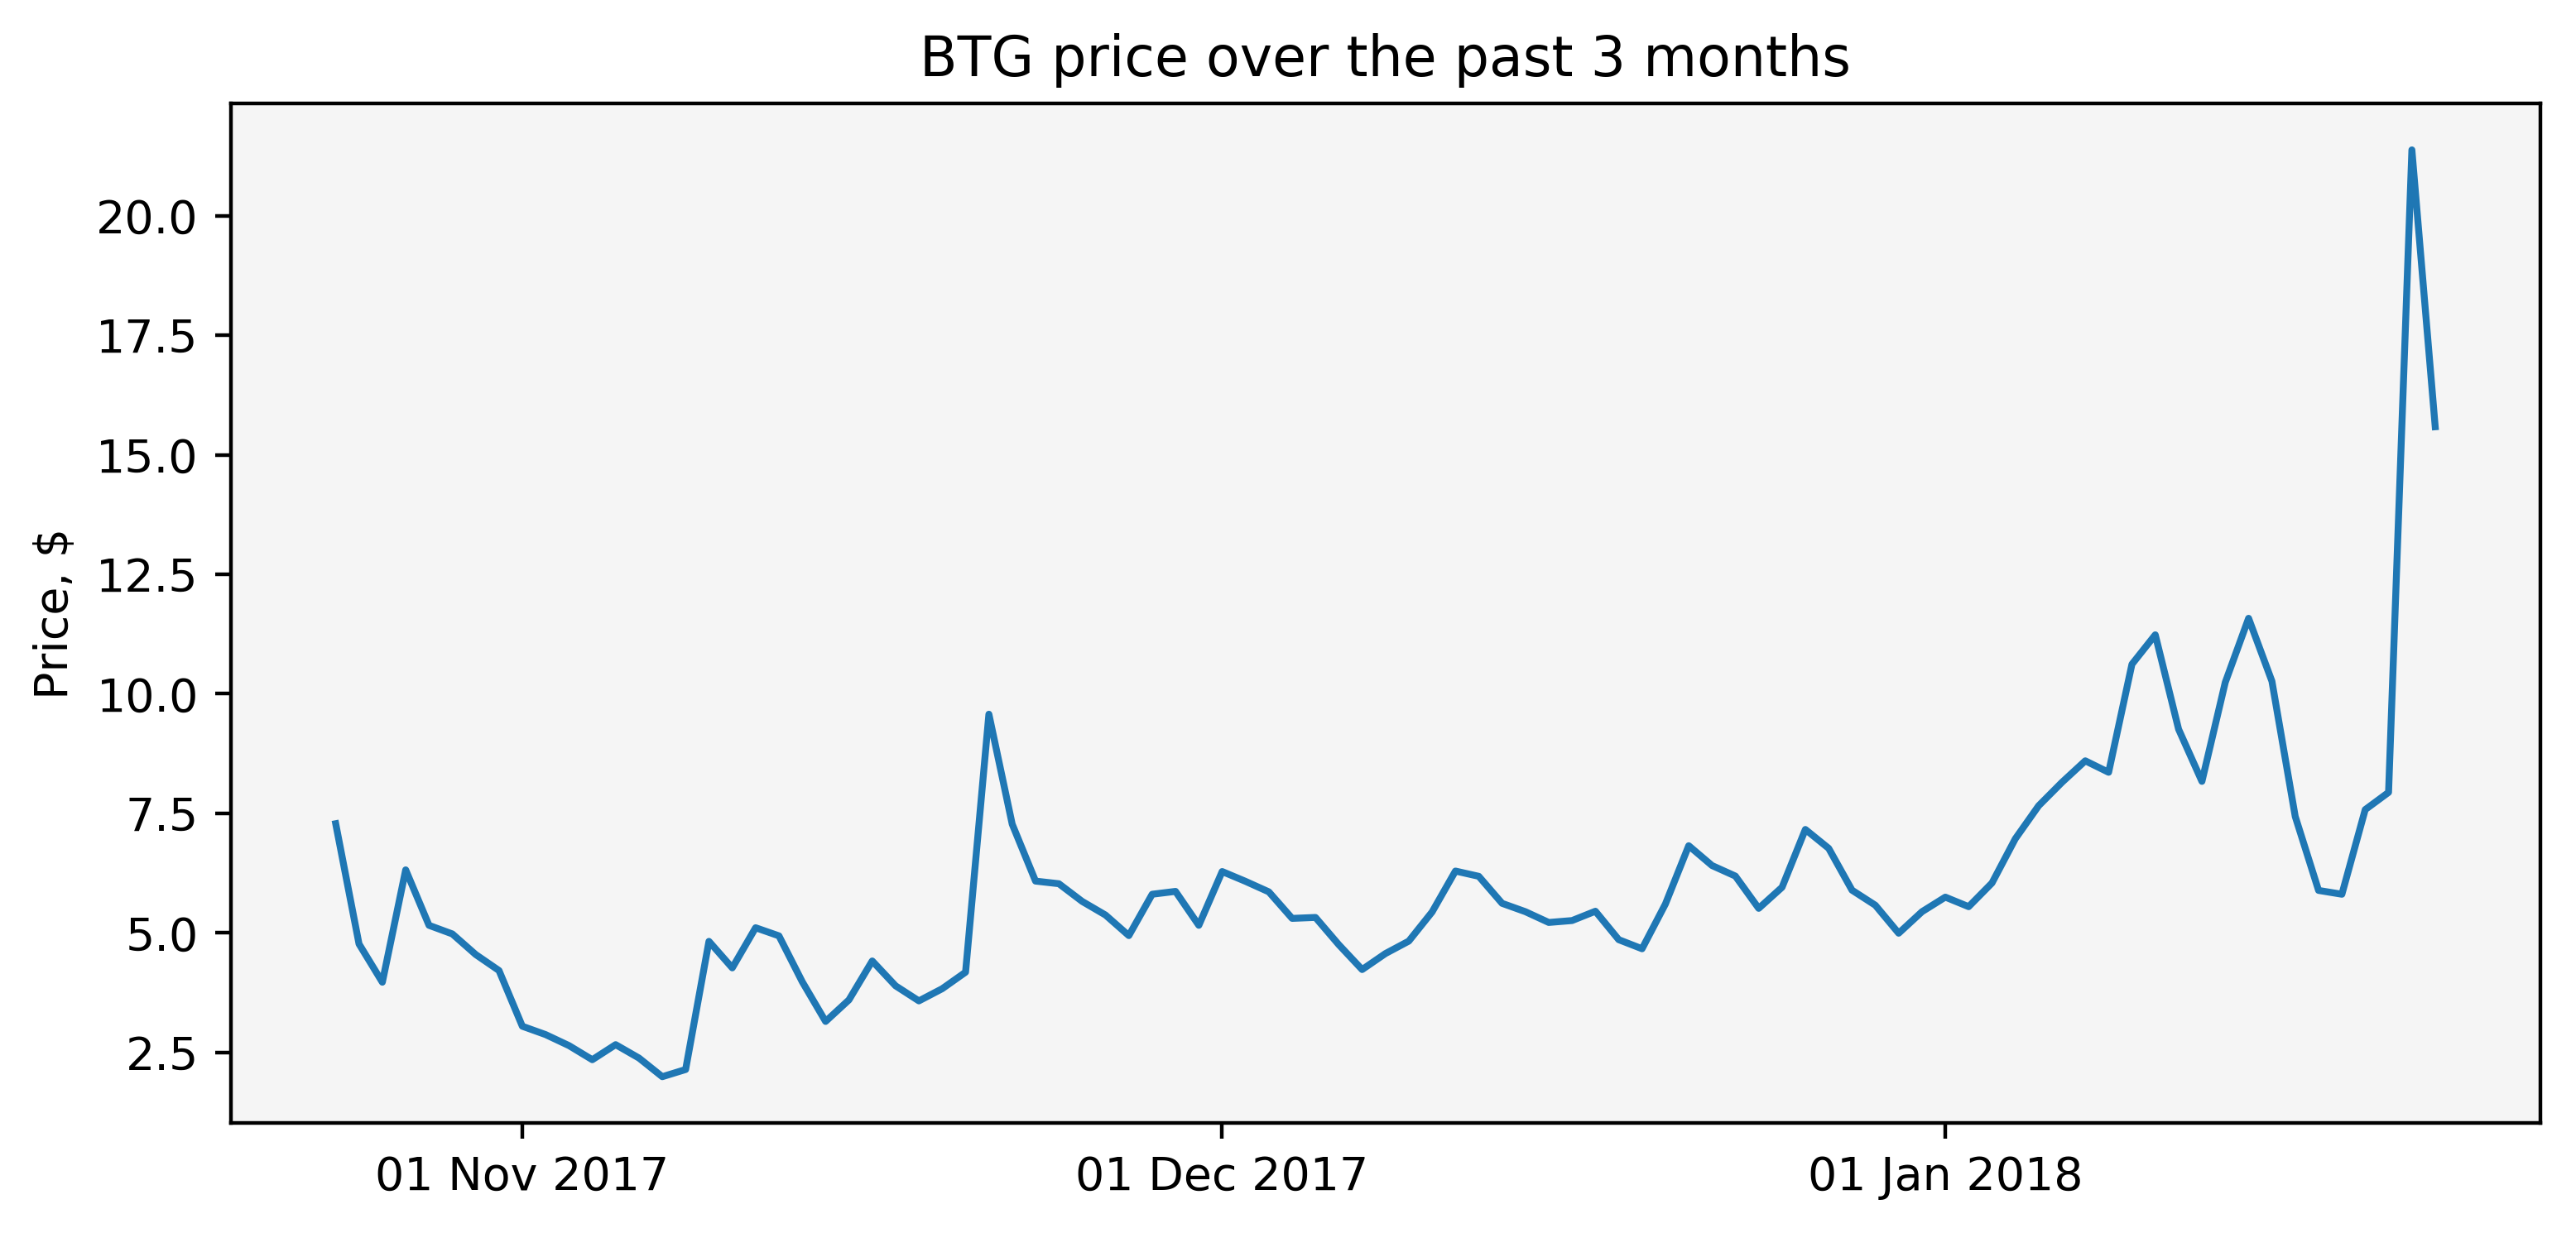 BTG price over the past 3 months
Price, $
20.0
17.5
15.0
12.5
10.0
7.5
5.0
2.5
01 Nov 2017
01 Dec 2017
01 Jan 2018